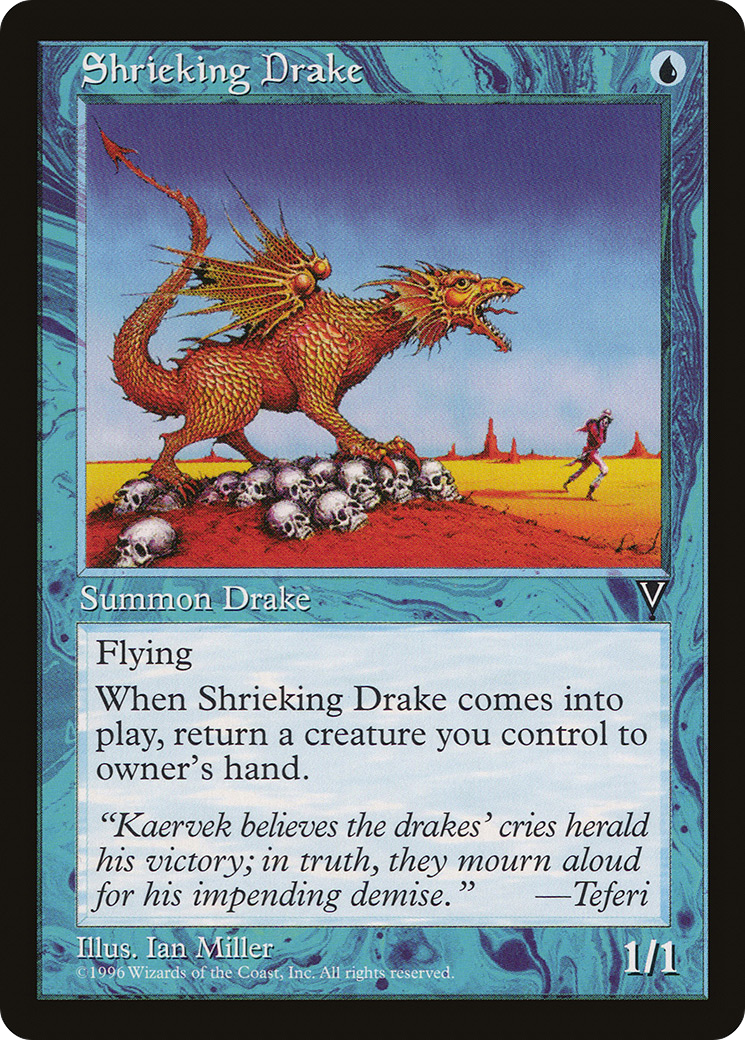 Shrieking Drake
Summon Drake
V
Flying
When Shrieking Drake comes into
play, return a creature you control to
owner's hand.
“Kaervek believes the drakes’ cries herald
his victory; in truth, they mourn aloud
for his impending demise.” —Teferi
Illus. Ian Miller
©1996 Wizards of the Coast, Inc. All rights reserved.
1/1